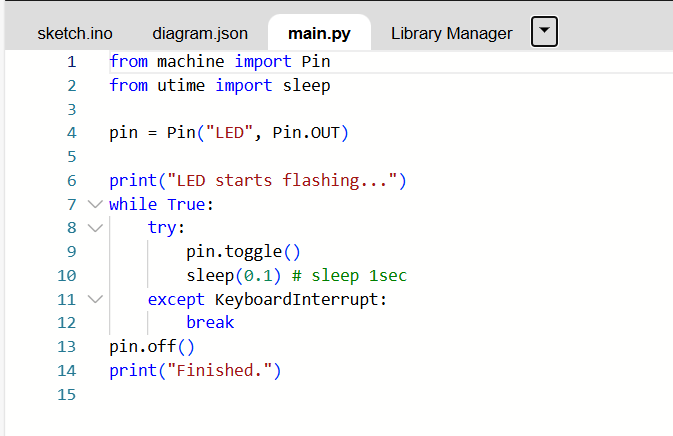 sketch.ino diagram.json main.py Library Manager
1 from machine import Pin
2 from utime import sleep
3
4 pin = Pin("LED", Pin.OUT)
5
6 print("LED starts flashing...")
7 while True:
8 try:
9 pin.toggle()
10 sleep(0.1) # sleep 1sec
11 except KeyboardInterrupt:
12 break
13 pin.off()
14 print("Finished.")
15